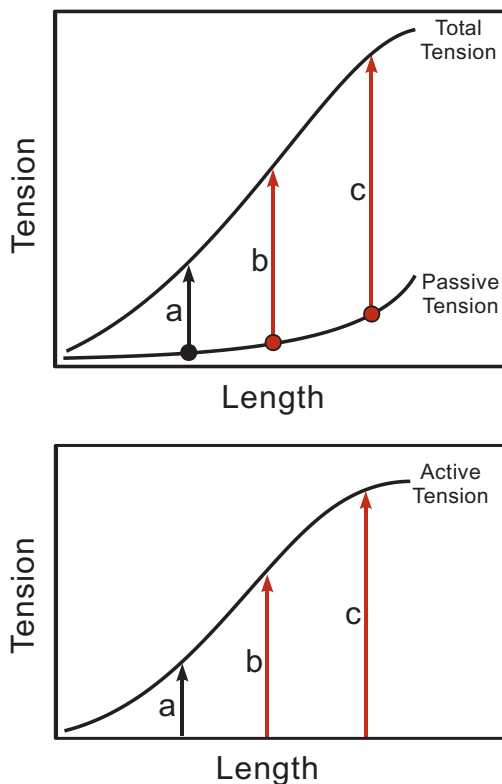 Total
Tension
c
b
a
Passive
Tension
Tension
Length
Active
Tension
c
b
a
Tension
Length